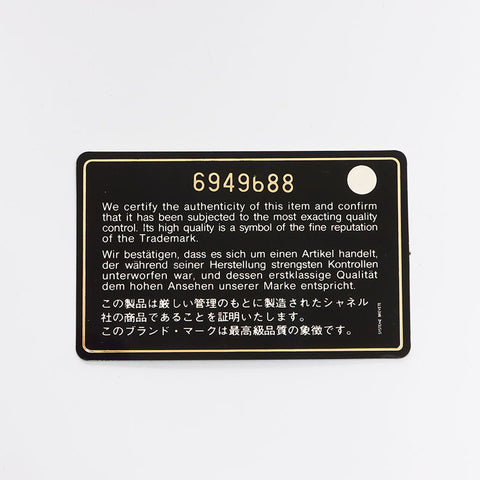 6949688
We certify the authenticity of this item and confirm
that it has been subjected to the most exacting quality
control. Its high quality is a symbol of the fine reputation
of the Trademark.
Wir bestätigen, dass es sich um einen Artikel handelt,
der während seiner Herstellung strengsten Kontrollen
unterworfen war, und dessen erstklassige Qualität
dem hohen Ansehen unserer Marke entspricht.
この製品は厳しい管理のもとに製造されたシャネル
社の商品であることを証明いたします。
このブランド・マークは最高級品質の象徴です。